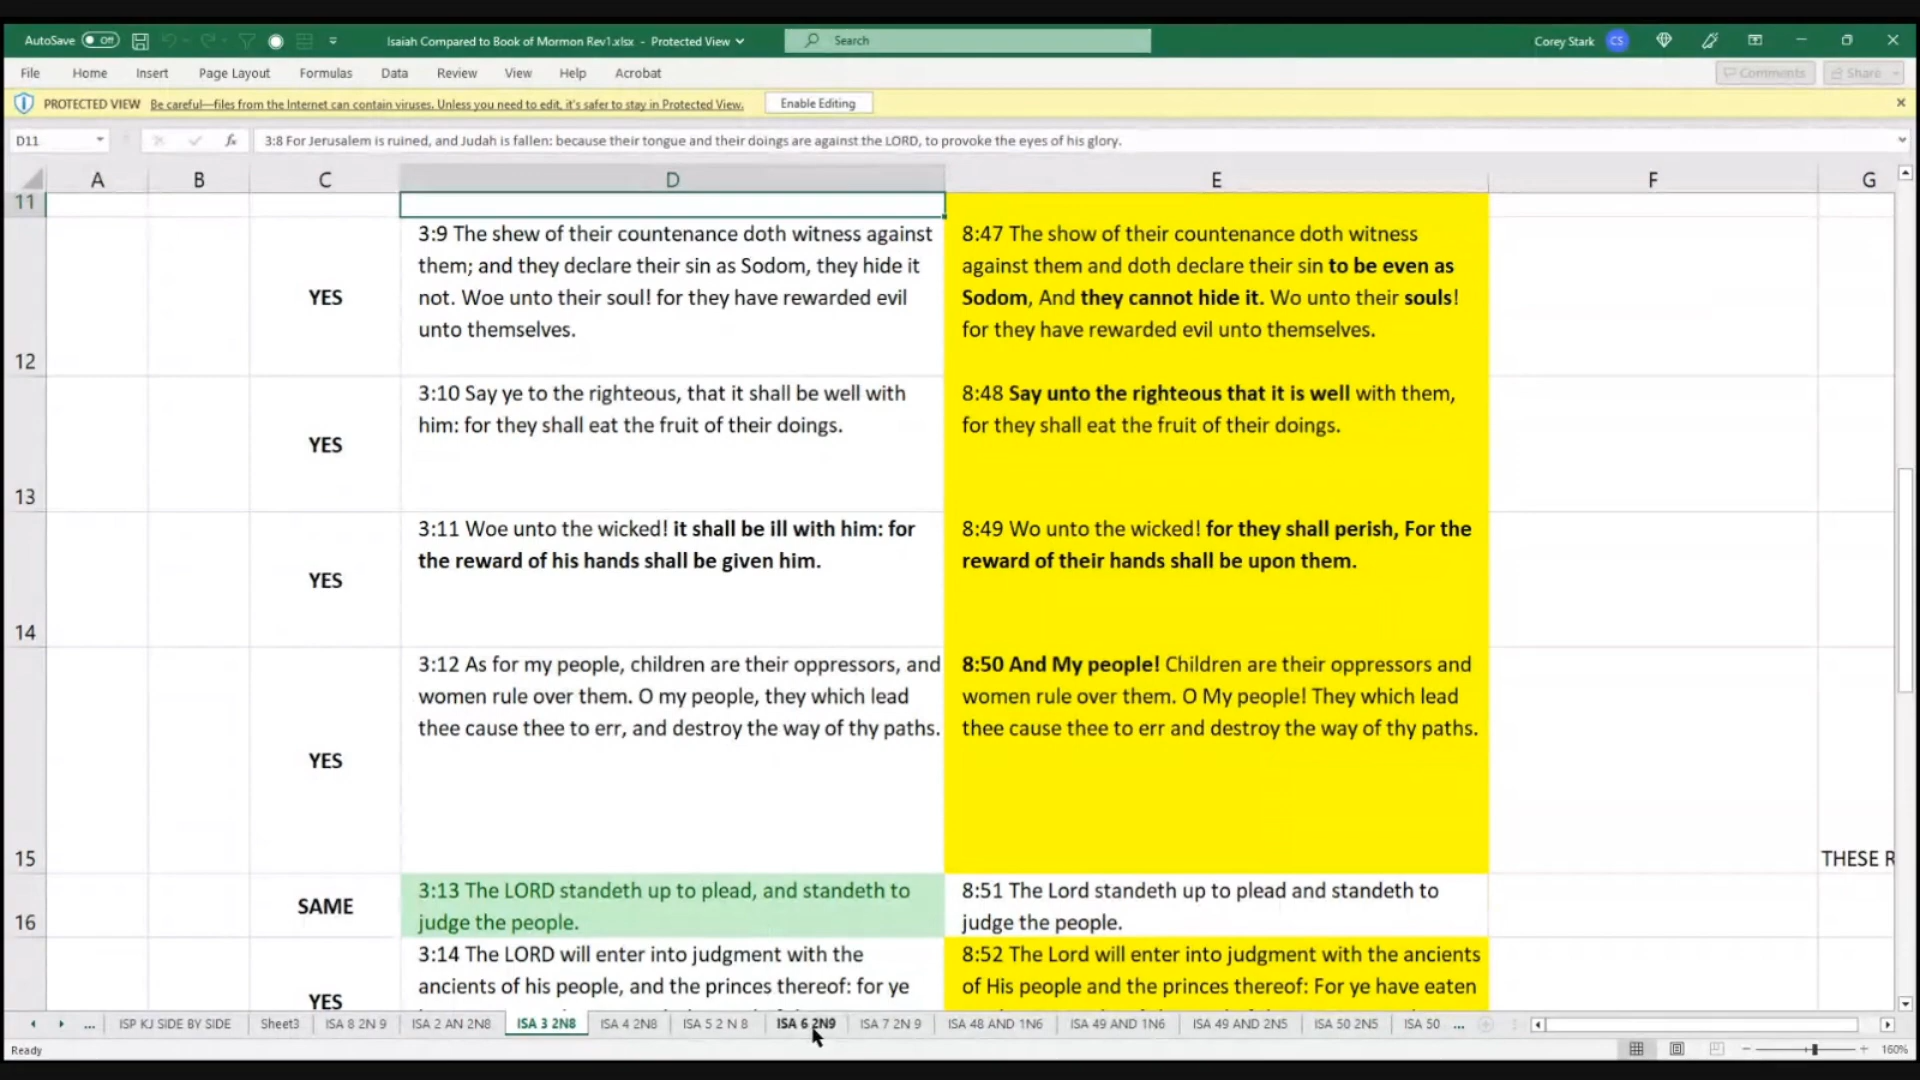 AutoSave Off Isaiah Compared to Book of Mormon Rev1.xlsx - Protected View Search Corey Stark CS
File Home Insert Page Layout Formulas Data Review View Help Acrobat Comments Share
PROTECTED VIEW Be careful—files from the Internet can contain viruses. Unless you need to edit, it's safer to stay in Protected View. Enable Editing
D11 fx 3:8 For Jerusalem is ruined, and Judah is fallen: because their tongue and their doings are against the LORD, to provoke the eyes of his glory.
A B C D E F G
11
3:9 The shew of their countenance doth witness against
them; and they declare their sin as Sodom, they hide it
not. Woe unto their soul! for they have rewarded evil
unto themselves.
8:47 The show of their countenance doth witness
against them and doth declare their sin to be even as
Sodom, And they cannot hide it. Wo unto their souls!
for they have rewarded evil unto themselves.
YES
12
3:10 Say ye to the righteous, that it shall be well with
him: for they shall eat the fruit of their doings.
8:48 Say unto the righteous that it is well with them,
for they shall eat the fruit of their doings.
YES
13
3:11 Woe unto the wicked! it shall be ill with him: for
the reward of his hands shall be given him.
8:49 Wo unto the wicked! for they shall perish, For the
reward of their hands shall be upon them.
YES
14
3:12 As for my people, children are their oppressors, and
women rule over them. O my people, they which lead
thee cause thee to err, and destroy the way of thy paths.
8:50 And My people! Children are their oppressors and
women rule over them. O My people! They which lead
thee cause thee to err and destroy the way of thy paths.
YES
15
THESE R
3:13 The LORD standeth up to plead, and standeth to
judge the people.
8:51 The Lord standeth up to plead and standeth to
judge the people.
SAME
16
3:14 The LORD will enter into judgment with the
ancients of his people, and the princes thereof: for ye
8:52 The Lord will enter into judgment with the ancients
of His people and the princes thereof: For ye have eaten
YES
... ISP KJ SIDE BY SIDE Sheet3 ISA 8 2N 9 ISA 2 AN 2N8 ISA 3 2N8 ISA 4 2N8 ISA 5 2 N 8 ISA 6 2N9 ISA 7 2N 9 ISA 48 AND 1N6 ISA 49 AND 1N6 ISA 49 AND 2N5 ISA 50 2N5 ISA 50 ...
Ready 160%